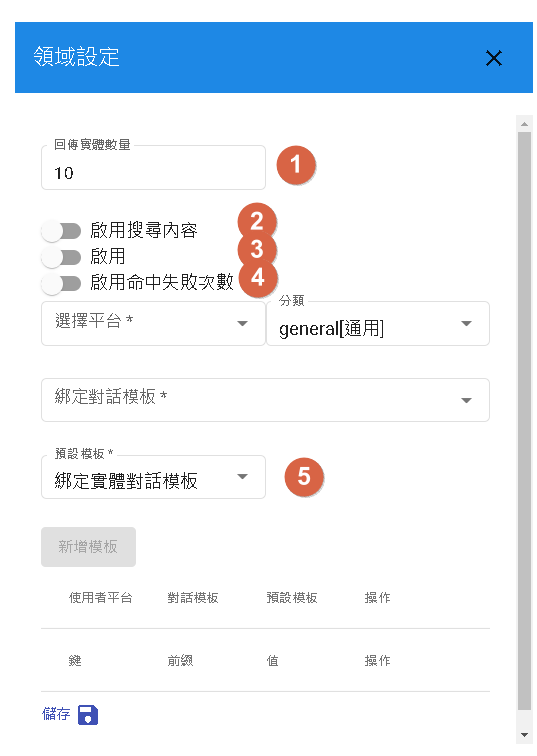 領域設定
回傳實體數量
10
1
啟用搜尋內容
2
啟用
3
啟用命中失敗次數
4
選擇平台 *
分類
general[通用]
綁定對話模板 *
預設模板 *
綁定實體對話模板
5
新增模板
使用者平台 對話模板 預設模板 操作
鍵 前綴 值 操作
儲存